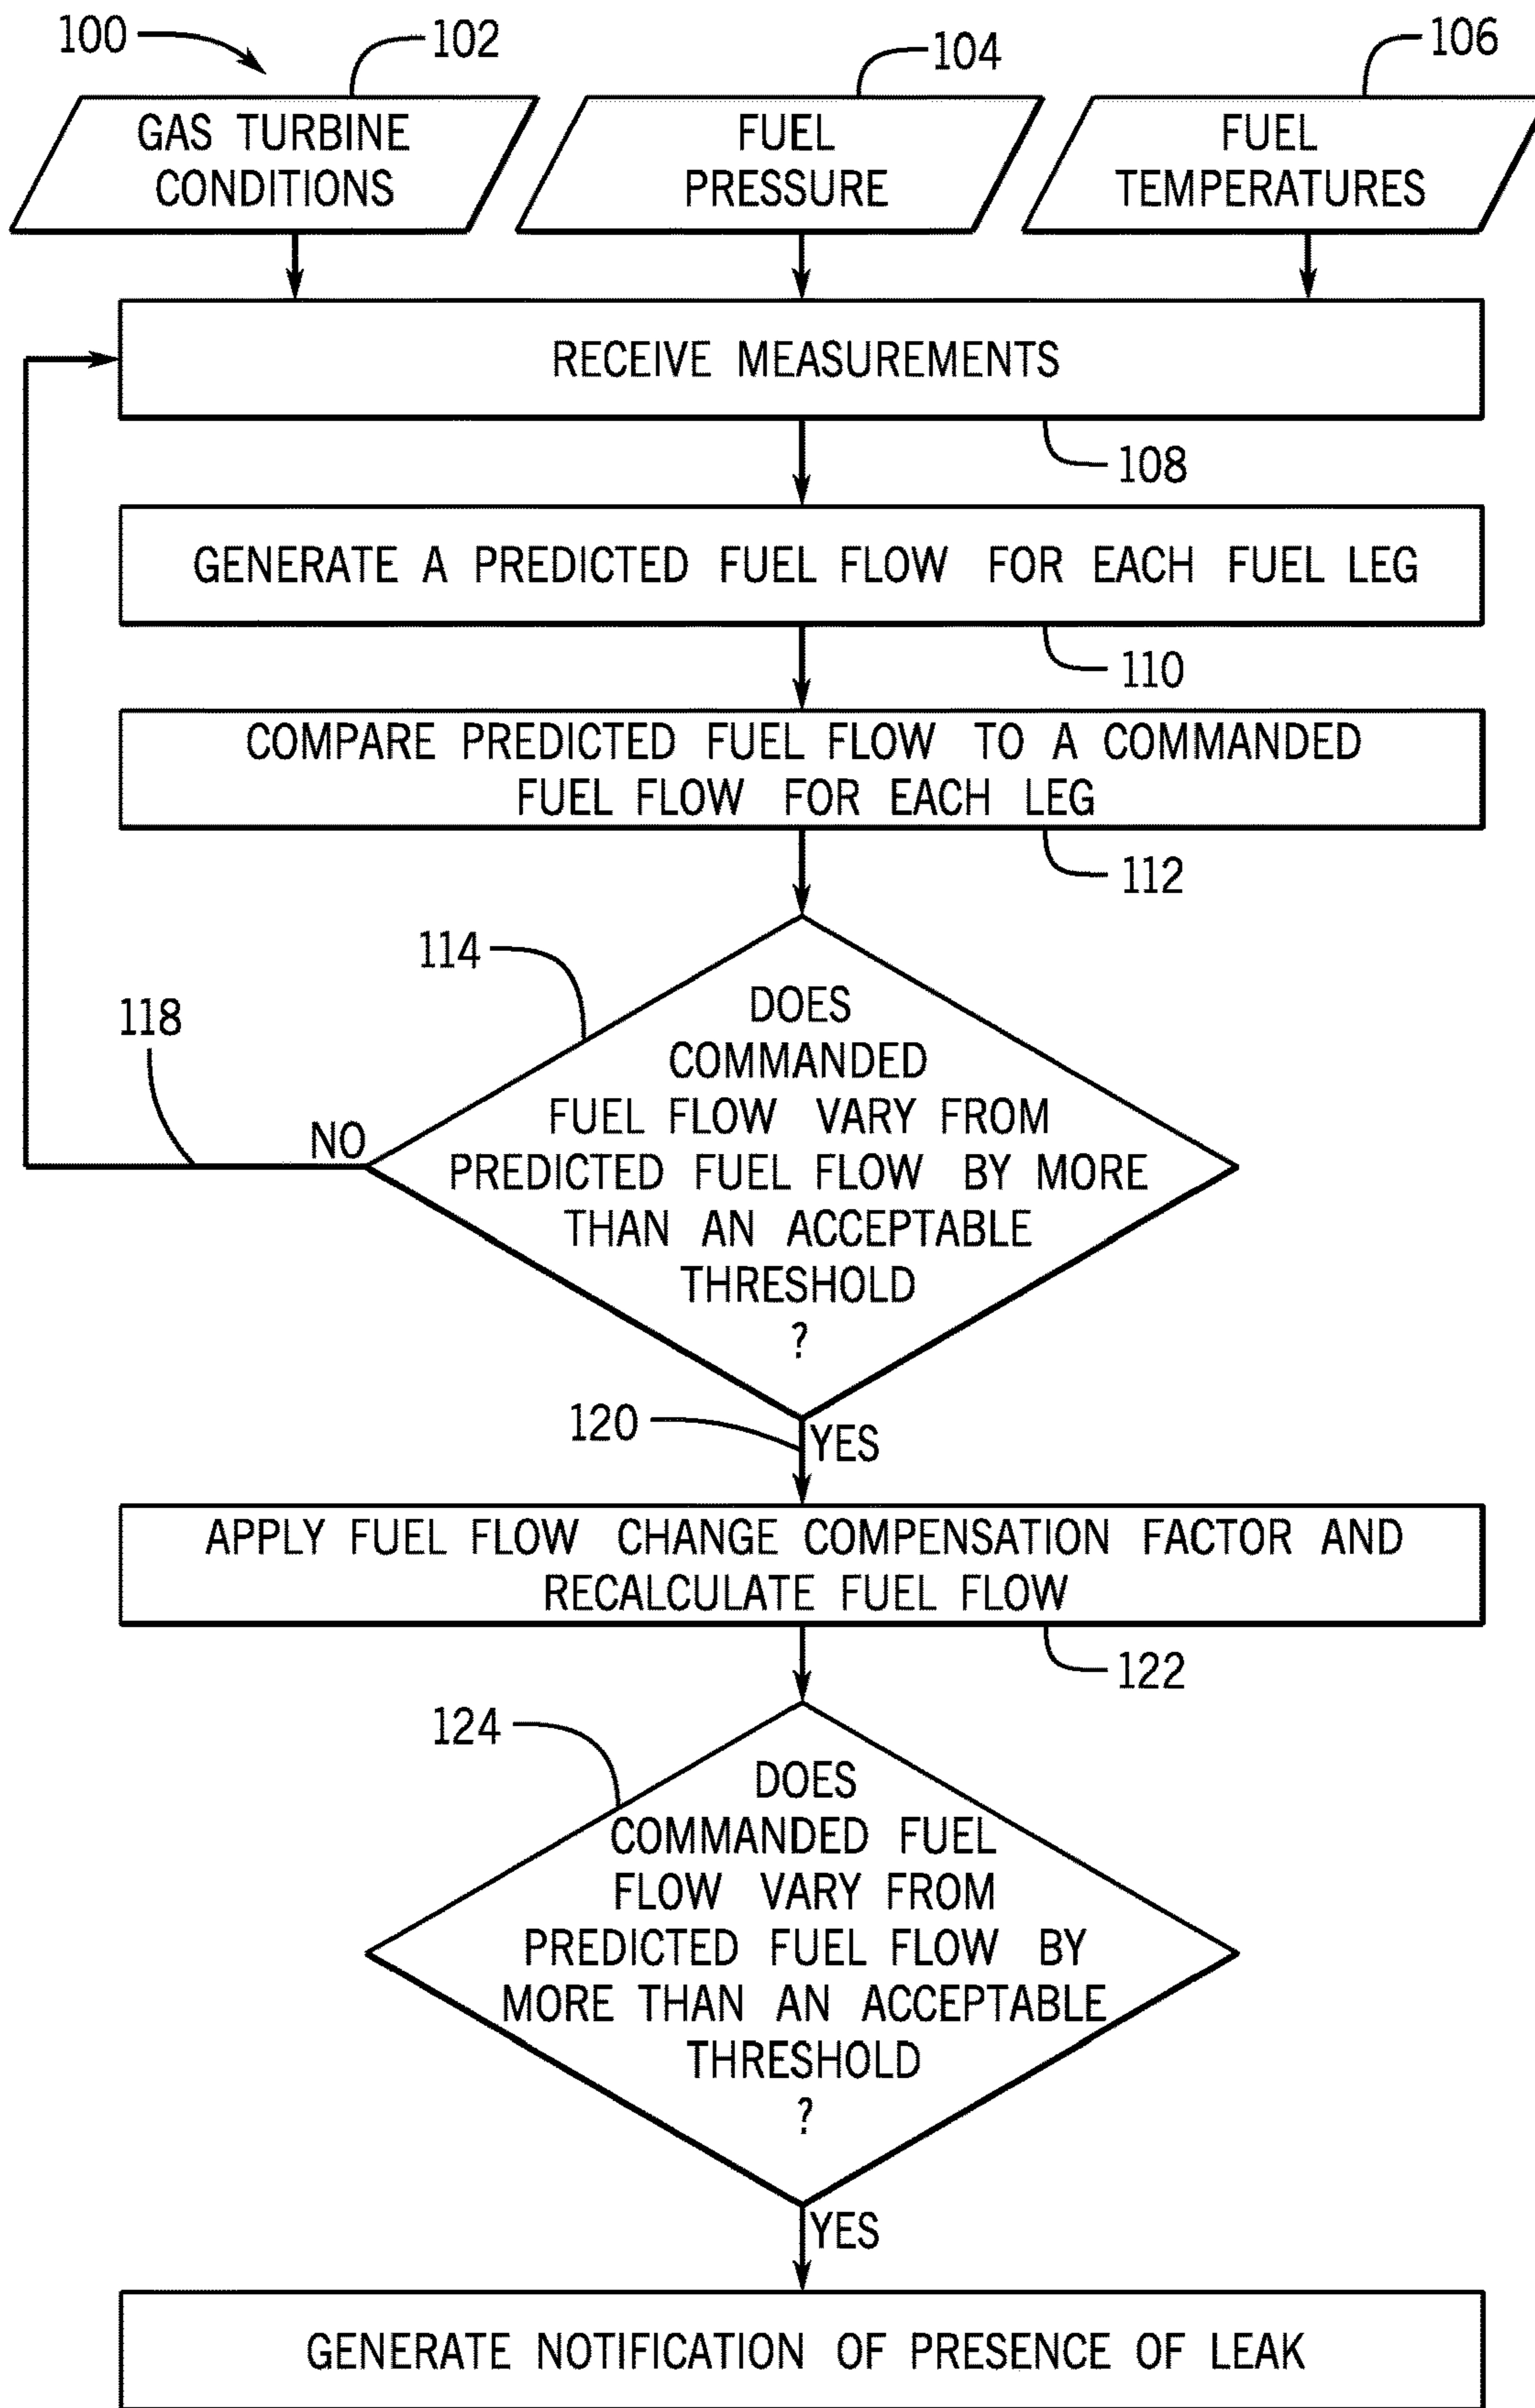 100
102
104
106
GAS TURBINE
CONDITIONS
FUEL
PRESSURE
FUEL
TEMPERATURES
RECEIVE MEASUREMENTS
108
GENERATE A PREDICTED FUEL FLOW FOR EACH FUEL LEG
110
COMPARE PREDICTED FUEL FLOW TO A COMMANDED
FUEL FLOW FOR EACH LEG
112
114
118
NO
DOES
COMMANDED
FUEL FLOW VARY FROM
PREDICTED FUEL FLOW BY MORE
THAN AN ACCEPTABLE
THRESHOLD
?
120
YES
APPLY FUEL FLOW CHANGE COMPENSATION FACTOR AND
RECALCULATE FUEL FLOW
122
124
DOES
COMMANDED FUEL
FLOW VARY FROM
PREDICTED FUEL FLOW BY
MORE THAN AN ACCEPTABLE
THRESHOLD
?
YES
GENERATE NOTIFICATION OF PRESENCE OF LEAK